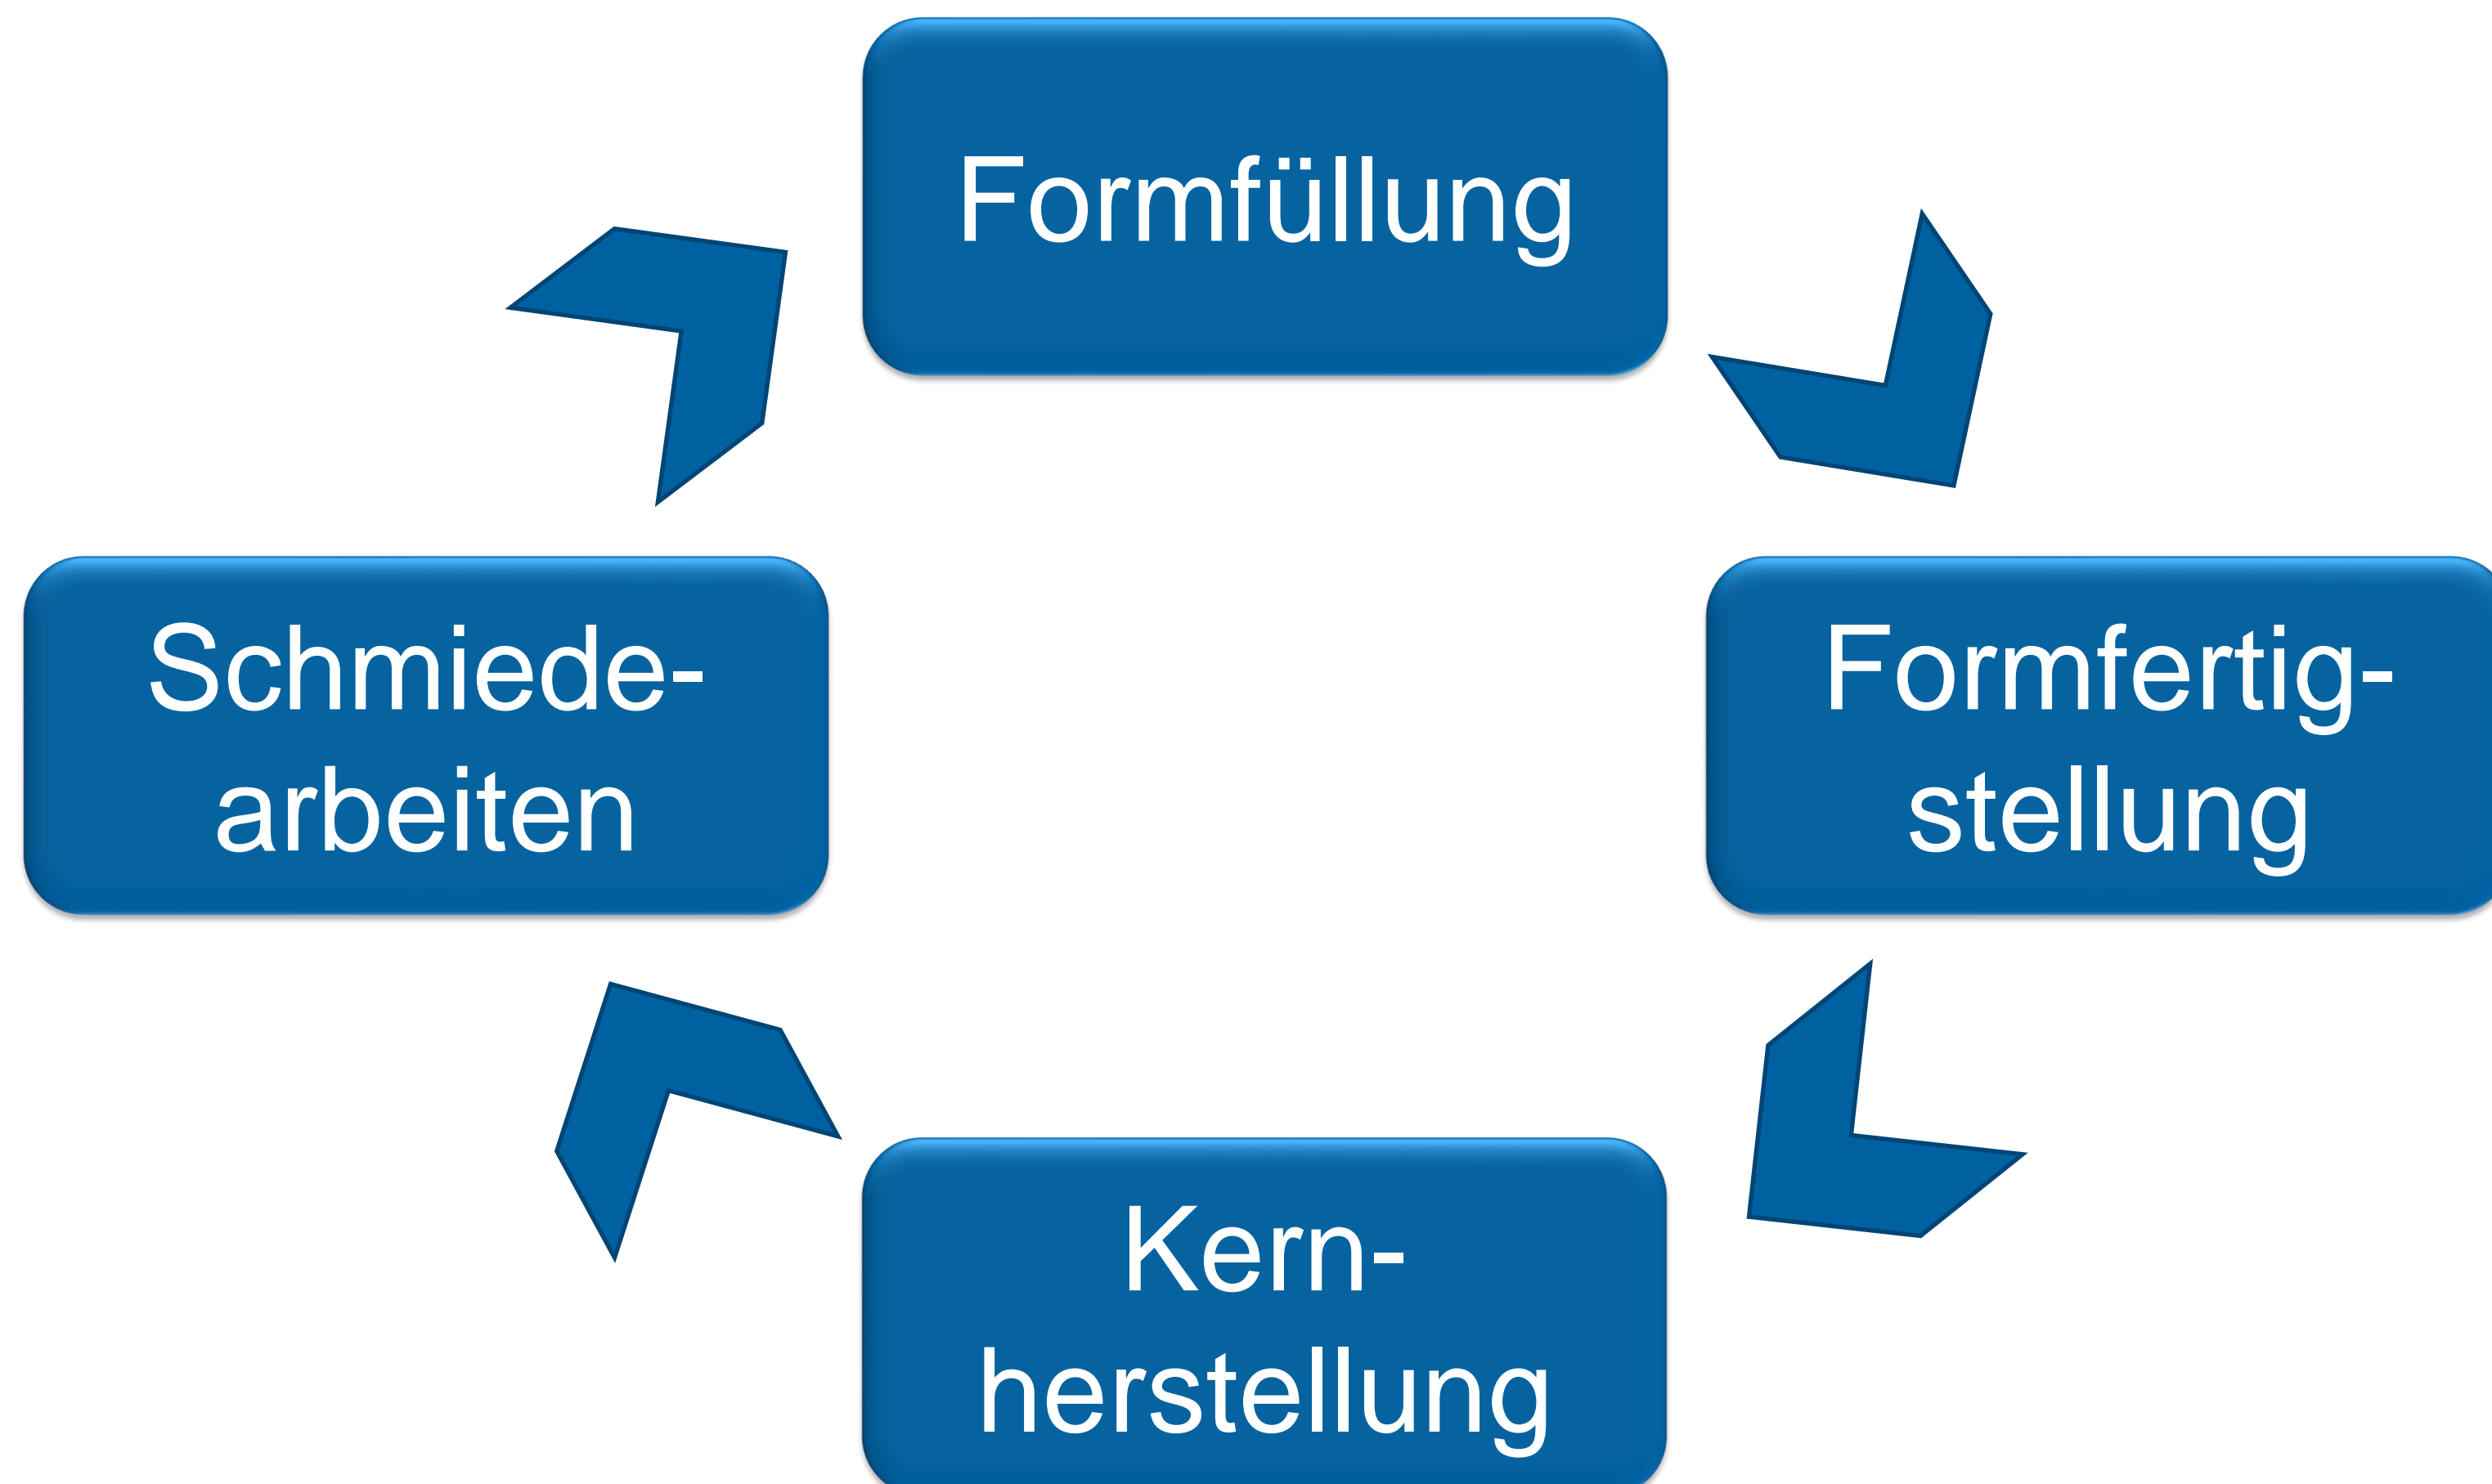 Formfüllung
Schmiede-
arbeiten
Formfertig-
stellung
Kern-
herstellung